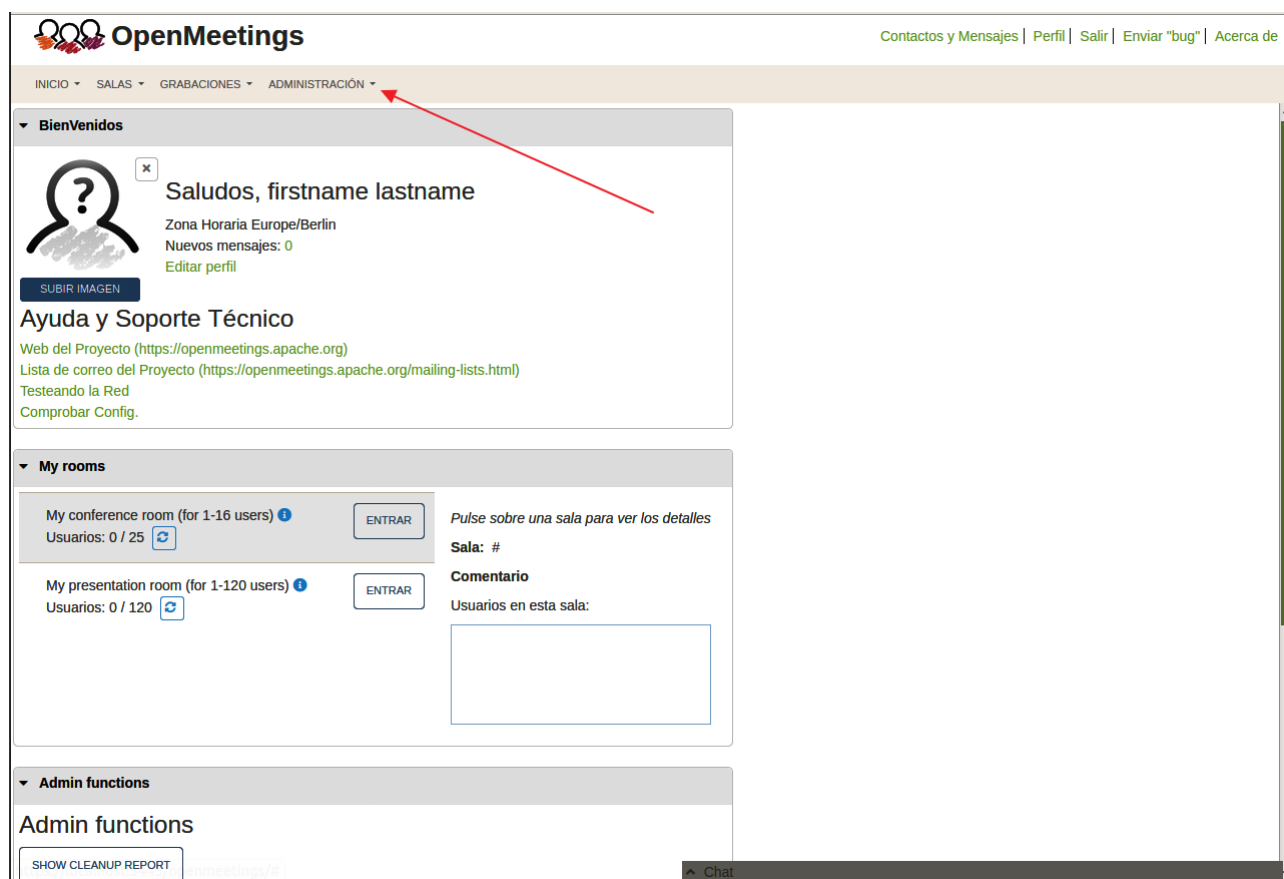 OpenMeetings
Contactos y Mensajes | Perfil | Salir | Enviar "bug" | Acerca de
INICIO SALAS GRABACIONES ADMINISTRACIÓN
BienVenidos
Saludos, firstname lastname
Zona Horaria Europe/Berlin
Nuevos mensajes: 0
Editar perfil
SUBIR IMAGEN
Ayuda y Soporte Técnico
Web del Proyecto (https://openmeetings.apache.org)
Lista de correo del Proyecto (https://openmeetings.apache.org/mailing-lists.html)
Testeando la Red
Comprobar Config.
My rooms
My conference room (for 1-16 users)
Usuarios: 0 / 25
ENTRAR
My presentation room (for 1-120 users)
Usuarios: 0 / 120
ENTRAR
Pulse sobre una sala para ver los detalles
Sala: #
Comentario
Usuarios en esta sala:
Admin functions
Admin functions
SHOW CLEANUP REPORT
Chat